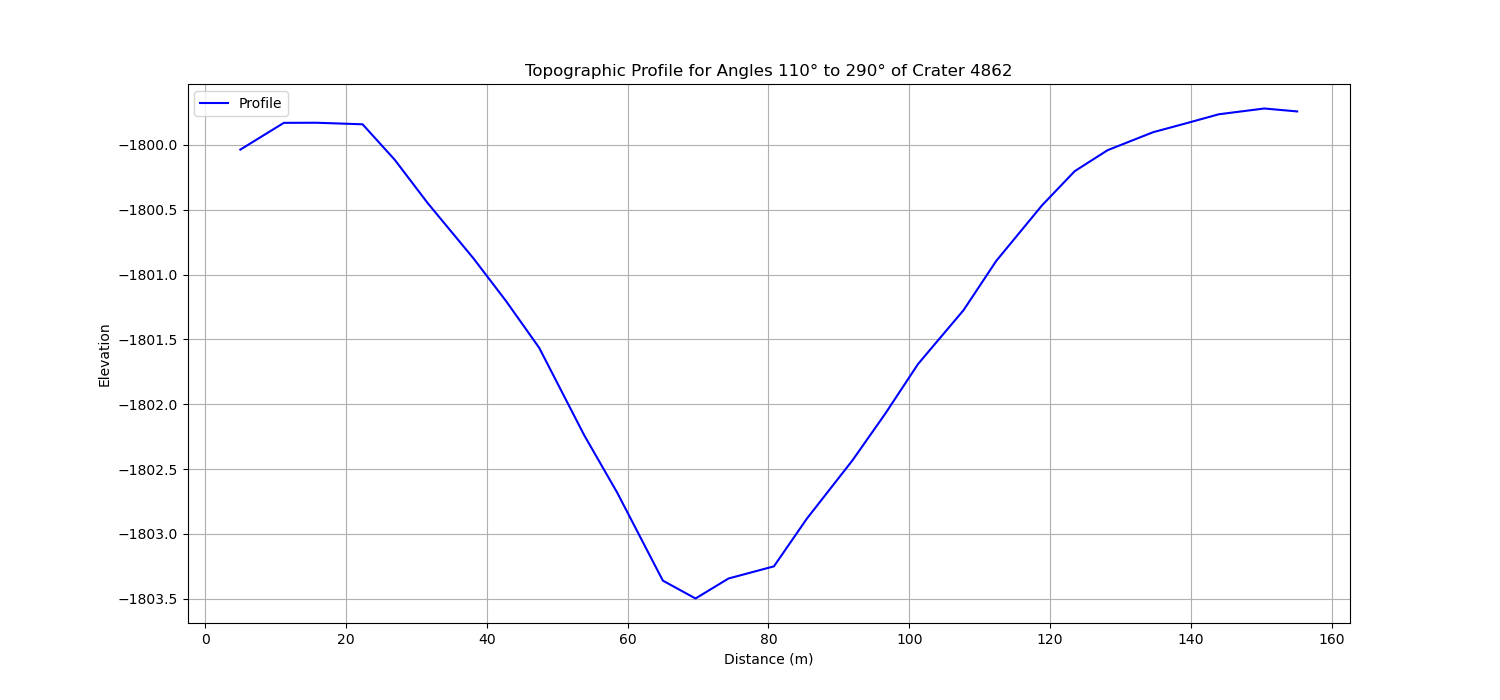 Topographic Profile for Angles 110° to 290° of Crater 4862
Profile
−1800.0
−1800.5
−1801.0
−1801.5
−1802.0
−1802.5
−1803.0
−1803.5
Elevation
0 20 40 60 80 100 120 140 160
Distance (m)